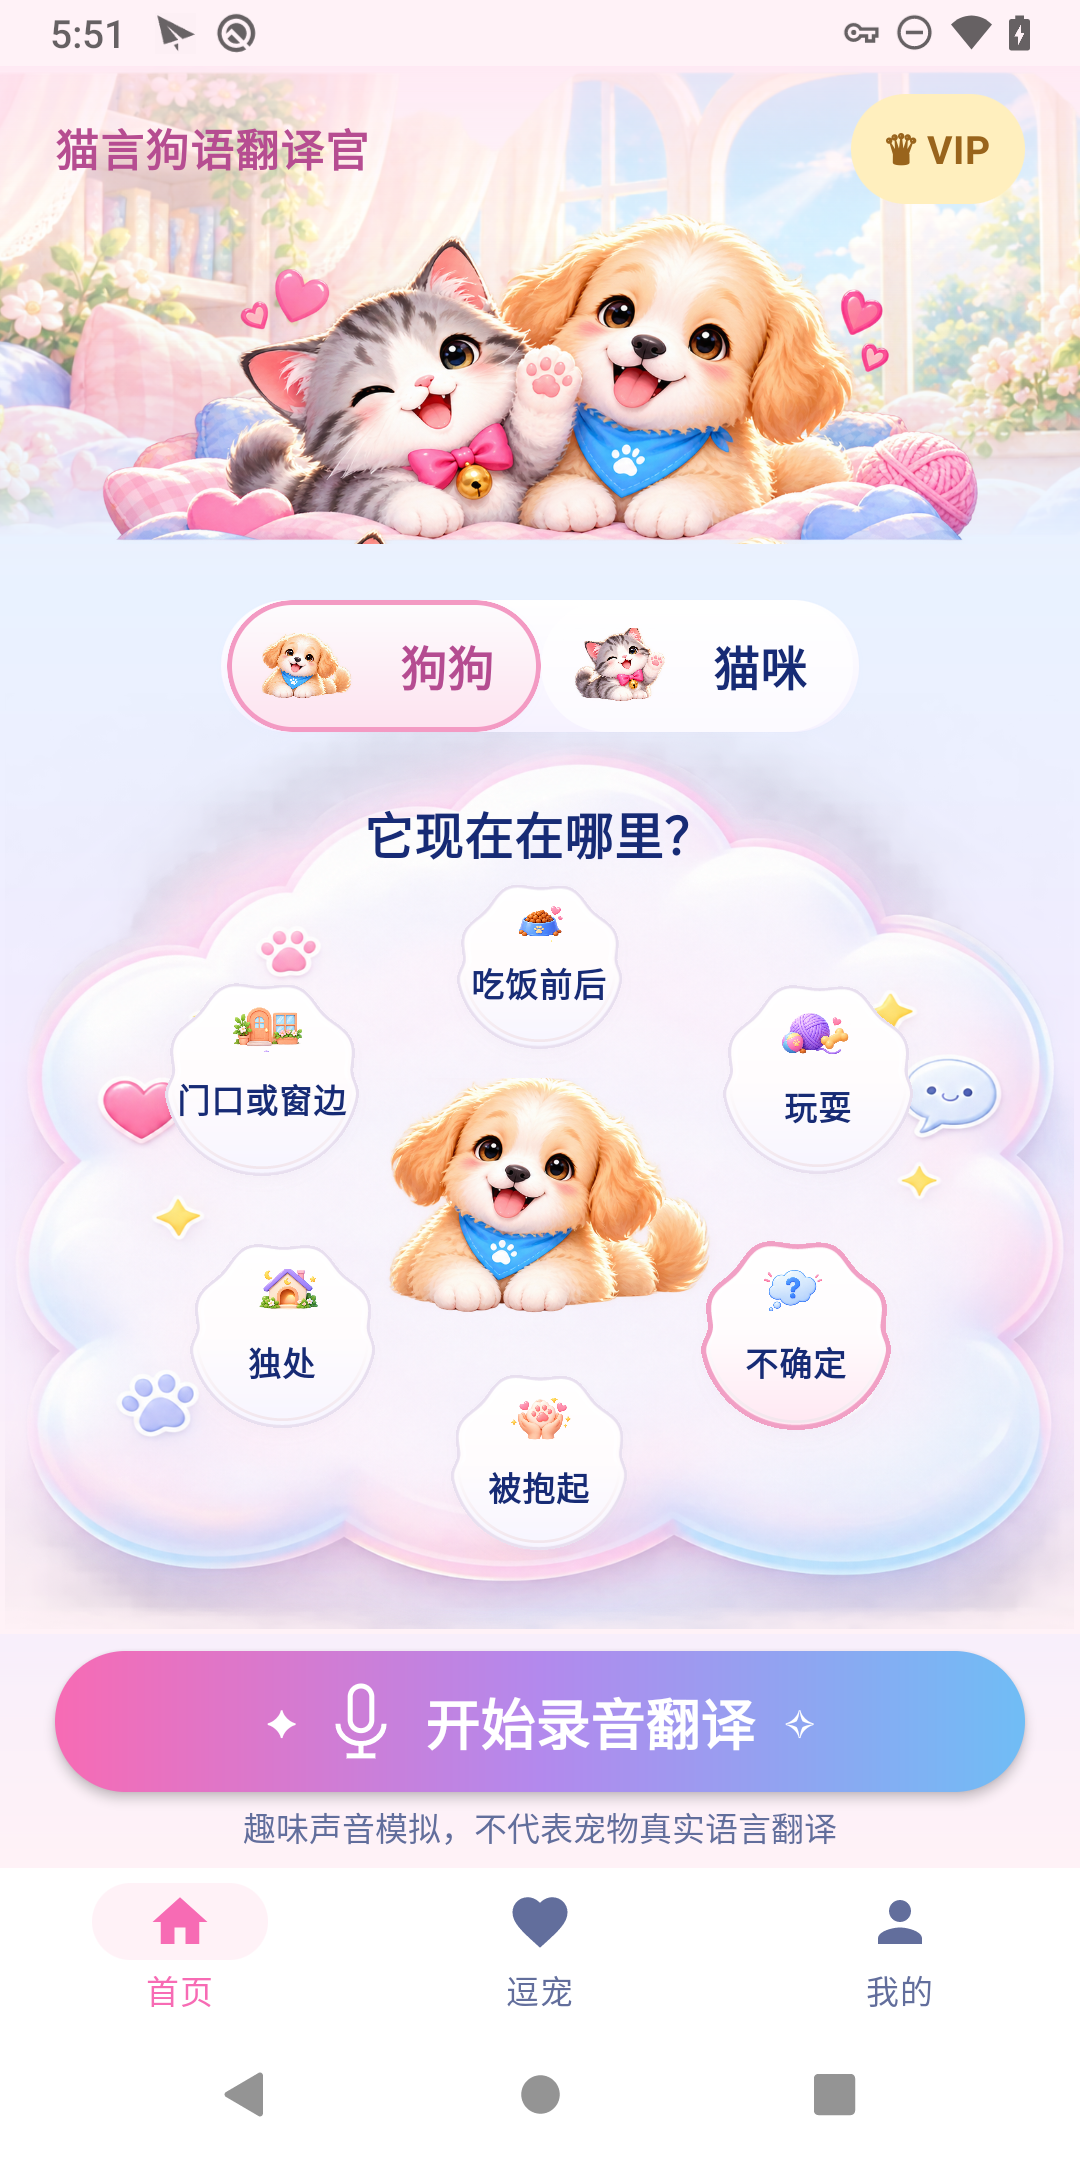 5:51
猫言狗语翻译官
VIP
狗狗
猫咪
它现在在哪里?
吃饭前后
门口或窗边
玩耍
独处
不确定
被抱起
开始录音翻译
趣味声音模拟，不代表宠物真实语言翻译
首页
逗宠
我的